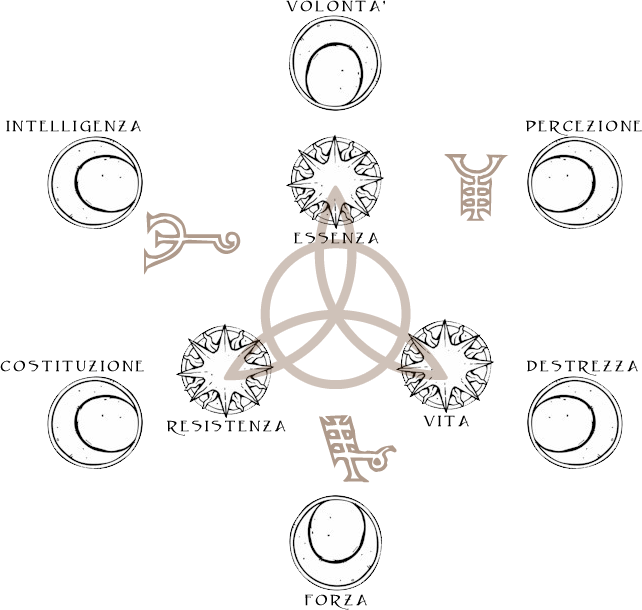 VOLONTA'
INTELLIGENZA
PERCEZIONE
ESSENZA
COSTITUZIONE
DESTREZZA
RESISTENZA
VITA
FORZA